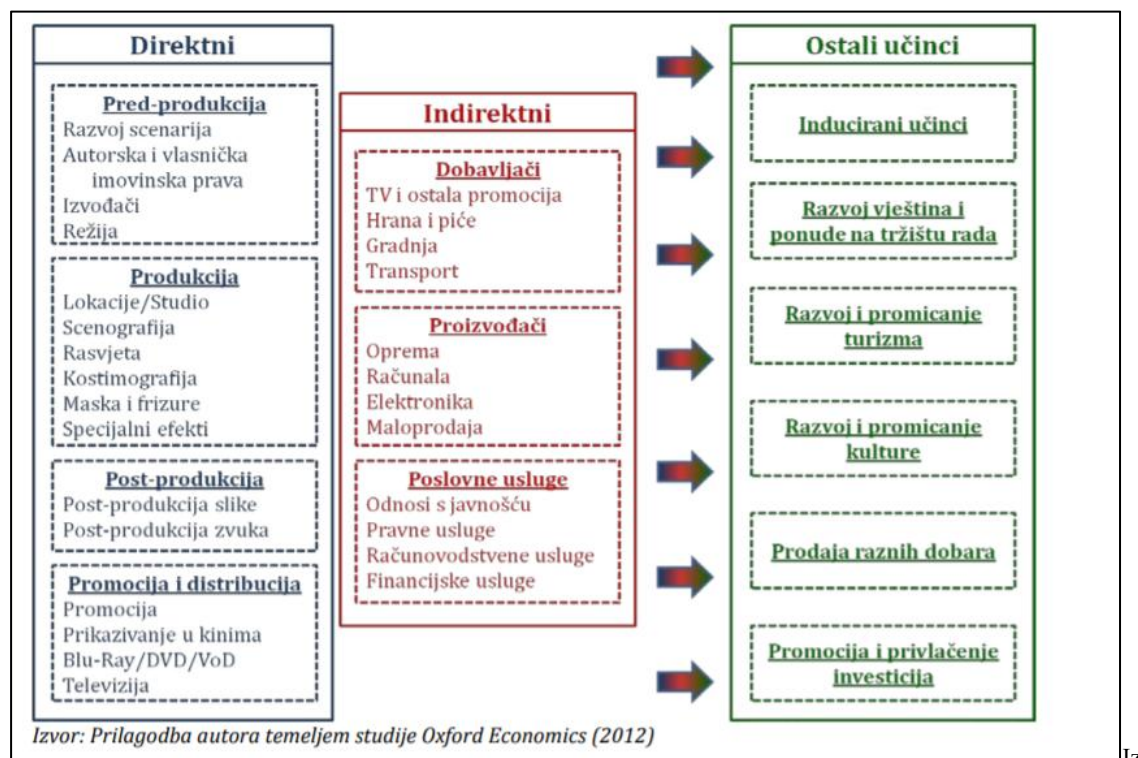 Direktni
Pred-produkcija
Razvoj scenarija
Autorska i vlasnička
imovinska prava
Izvođači
Režija
Produkcija
Lokacije/Studio
Scenografija
Rasvjeta
Kostimografija
Maska i frizure
Specijalni efekti
Post-produkcija
Post-produkcija slike
Post-produkcija zvuka
Promocija i distribucija
Promocija
Prikazivanje u kinima
Blu-Ray/DVD/VoD
Televizija
Indirektni
Dobavljači
TV i ostala promocija
Hrana i piće
Gradnja
Transport
Proizvođači
Oprema
Računala
Elektronika
Maloprodaja
Poslovne usluge
Odnosi s javnošću
Pravne usluge
Računovodstvene usluge
Financijske usluge
Ostali učinci
Inducirani učinci
Razvoj vještina i
ponude na tržištu rada
Razvoj i promicanje
turizma
Razvoj i promicanje
kulture
Prodaja raznih dobara
Promocija i privlačenje
investicija
Izvor: Prilagodba autora temeljem studije Oxford Economics (2012)